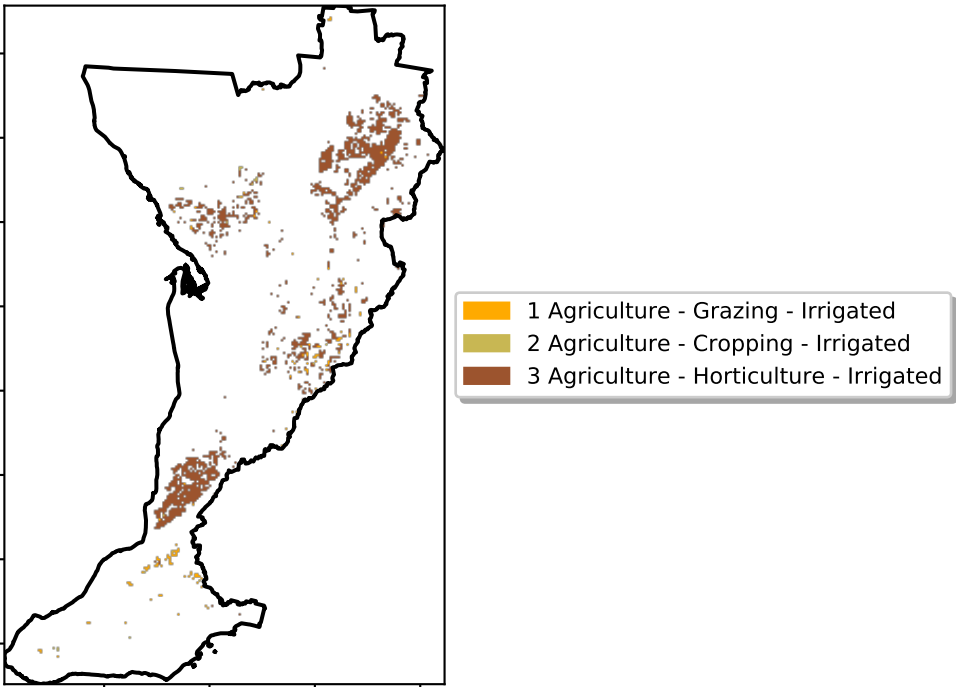 1 Agriculture - Grazing - Irrigated
2 Agriculture - Cropping - Irrigated
3 Agriculture - Horticulture - Irrigated